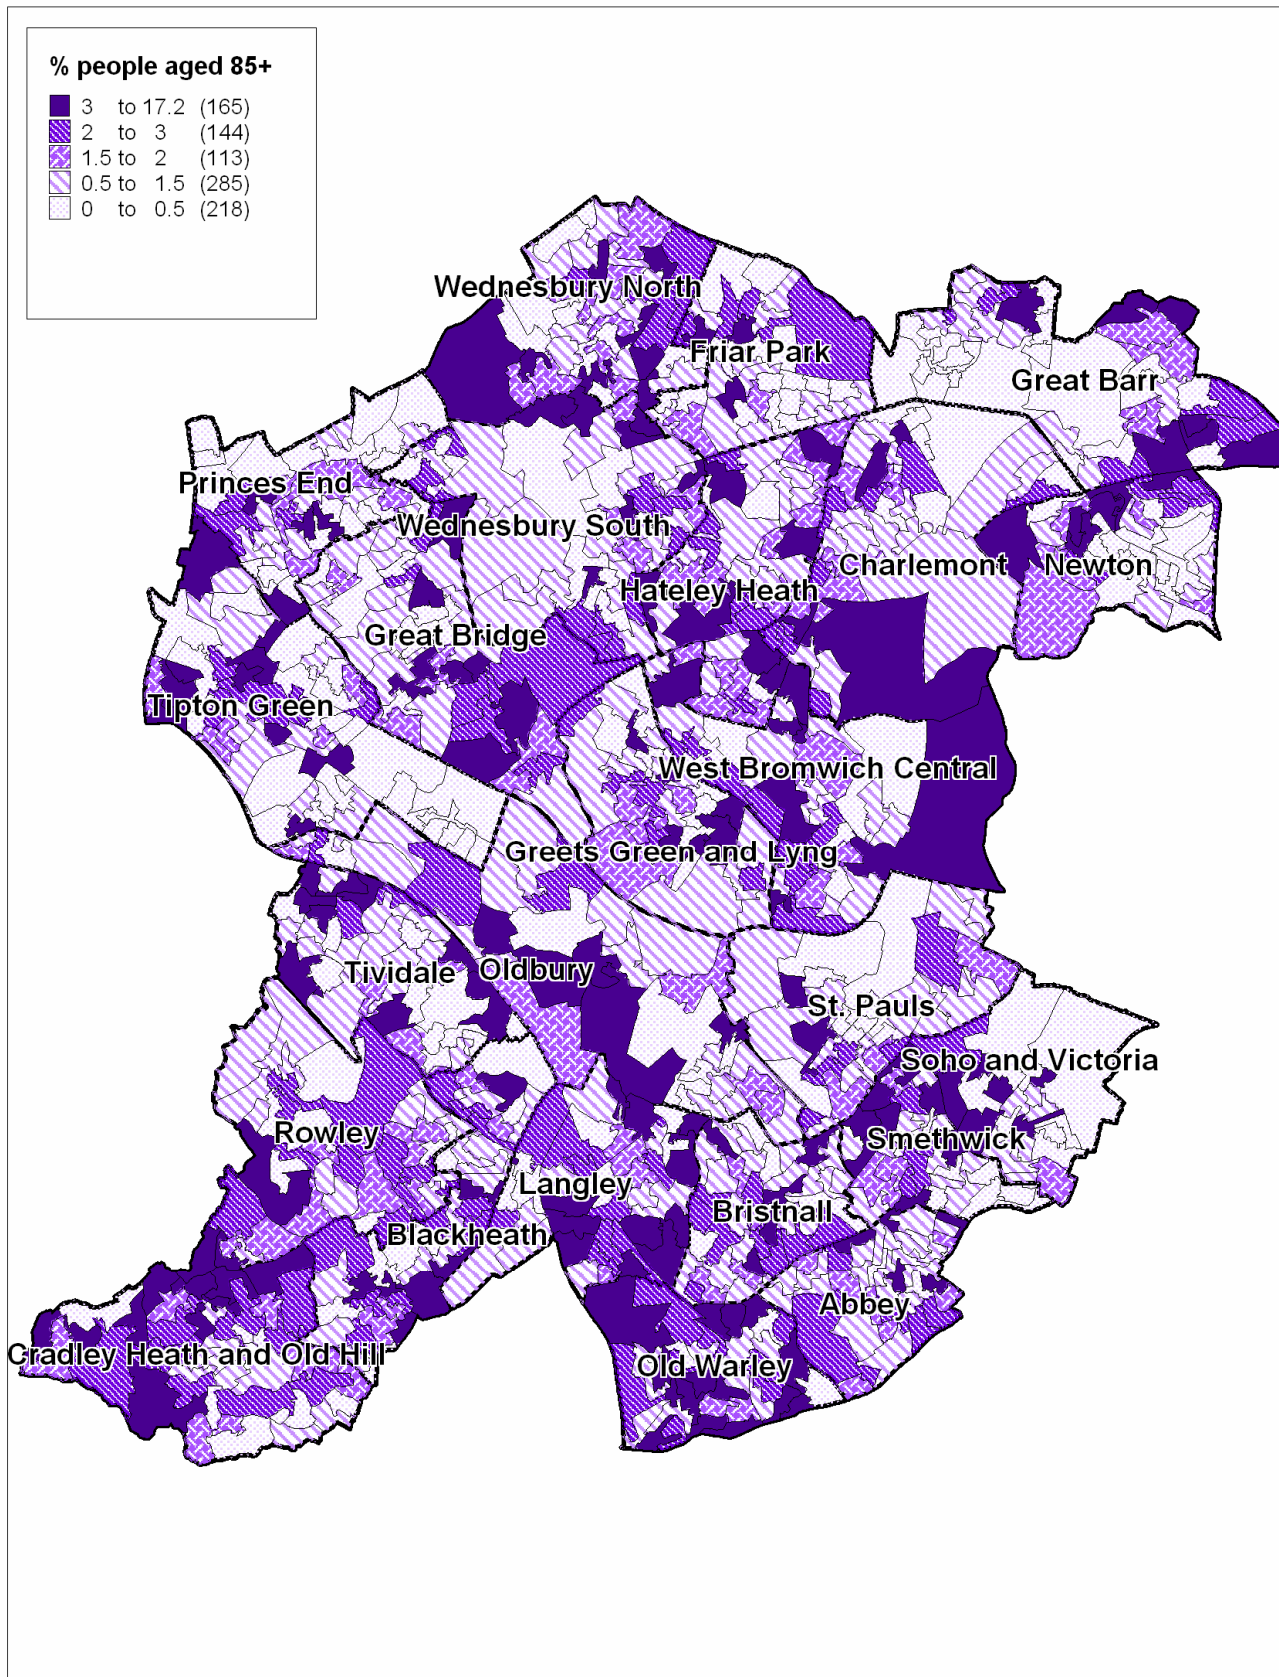 % people aged 85+
3 to 17.2 (165)
2 to 3 (144)
1.5 to 2 (113)
0.5 to 1.5 (285)
0 to 0.5 (218)
Wednesbury North
Friar Park
Great Barr
Princes End
Wednesbury South
Charlemont
Newton
Hateley Heath
Great Bridge
Tipton Green
West Bromwich Central
Greets Green and Lyng
Tividale
Oldbury
St. Pauls
Soho and Victoria
Rowley
Smethwick
Langley
Bristnall
Blackheath
Abbey
Cradley Heath and Old Hill
Old Warley